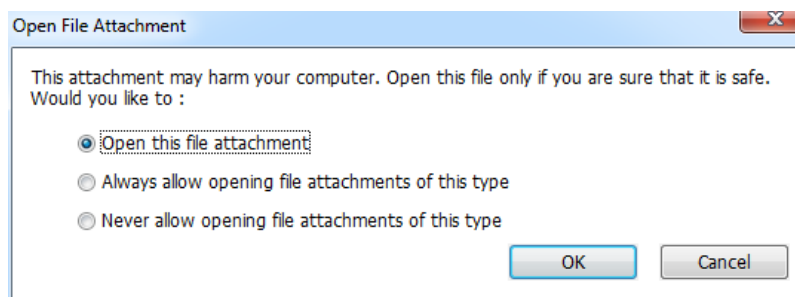 Open File Attachment
This attachment may harm your computer. Open this file only if you are sure that it is safe.
Would you like to :
Open this file attachment
Always allow opening file attachments of this type
Never allow opening file attachments of this type
OK Cancel